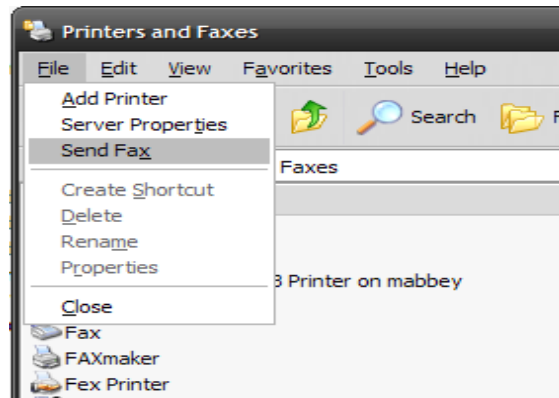 Printers and Faxes
File Edit View Favorites Tools Help
Add Printer
Server Properties
Search F
Send Fax
Faxes
Create Shortcut
Delete
Rename
Properties
3 Printer on mabbey
Close
Fax
FAXmaker
Fex Printer